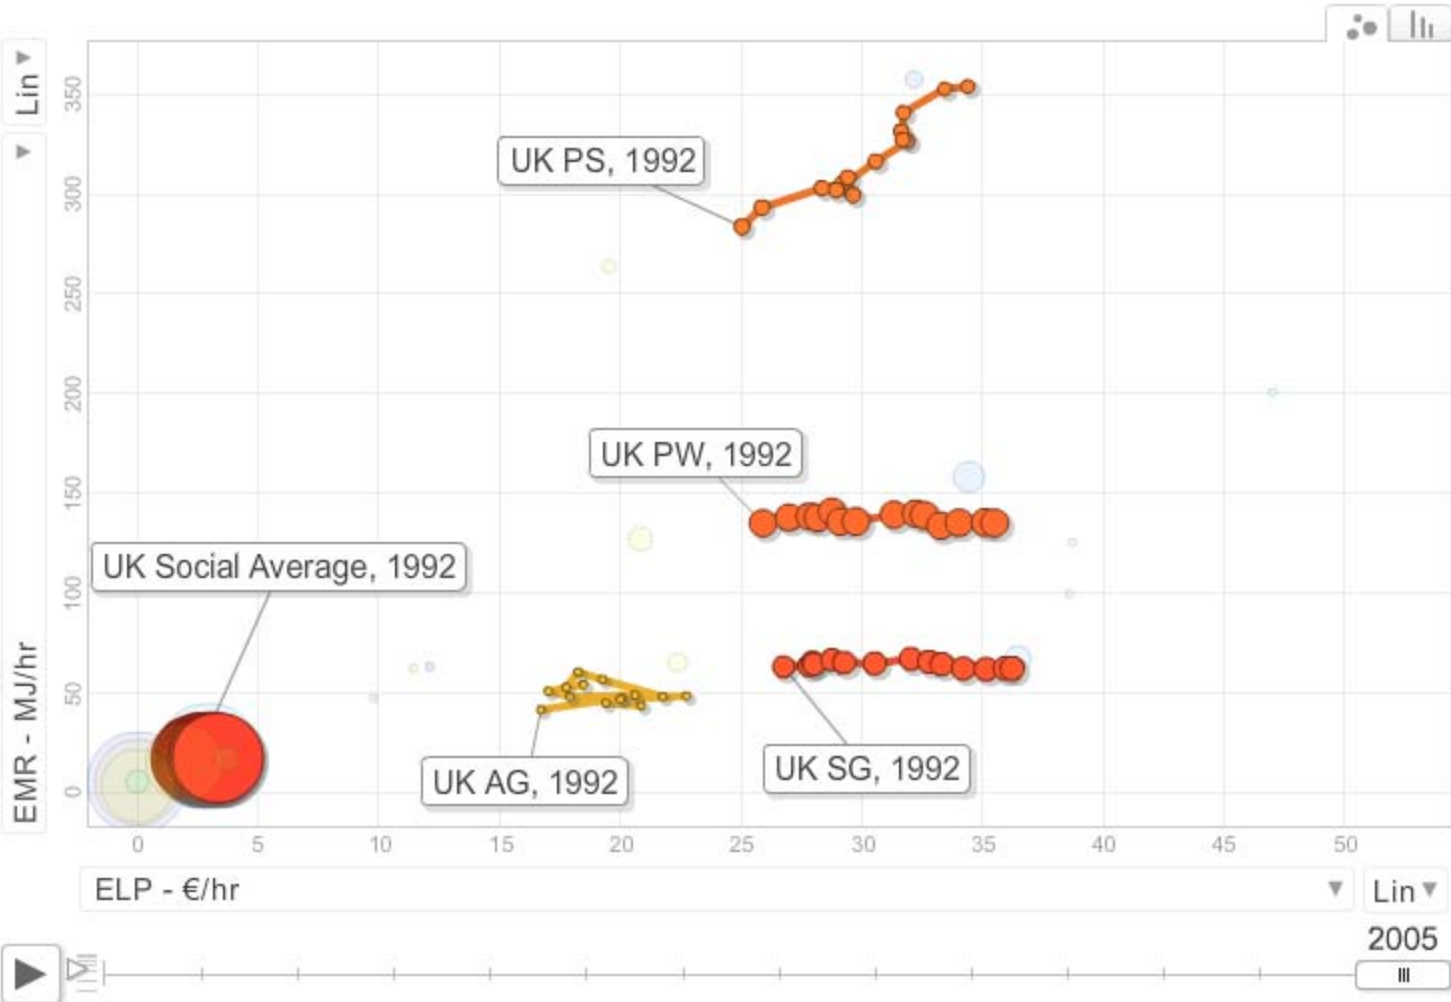 Lin
350
300
250
200
150
100
50
0
EMR - MJ/hr
UK PS, 1992
UK PW, 1992
UK Social Average, 1992
UK AG, 1992
UK SG, 1992
0 5 10 15 20 25 30 35 40 45 50
ELP - €/hr
Lin
2005